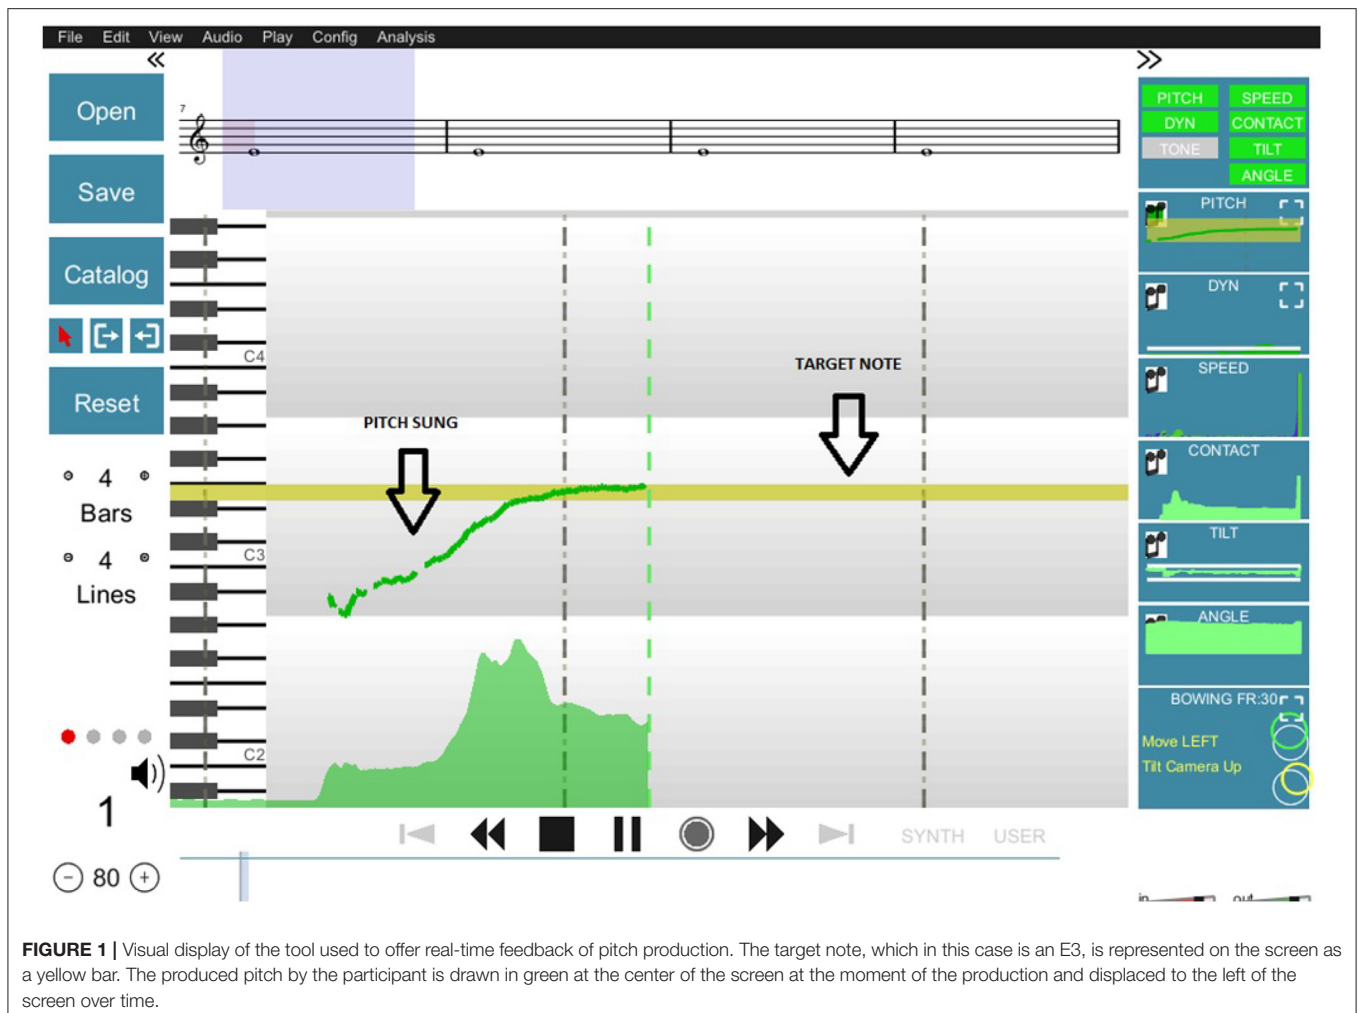 File Edit View Audio Play Config Analysis
Open
Save
Catalog
Reset
4
Bars
4
Lines
1
80
7
C4
C3
C2
PITCH SUNG
TARGET NOTE
SYNTH USER
PITCH SPEED
DYN CONTACT
TONE TILT
ANGLE
PITCH
DYN
SPEED
CONTACT
TILT
ANGLE
BOWING FR:30
Move LEFT
Tilt Camera Up
in out
FIGURE 1 | Visual display of the tool used to offer real-time feedback of pitch production. The target note, which in this case is an E3, is represented on the screen as
a yellow bar. The produced pitch by the participant is drawn in green at the center of the screen at the moment of the production and displaced to the left of the
screen over time.